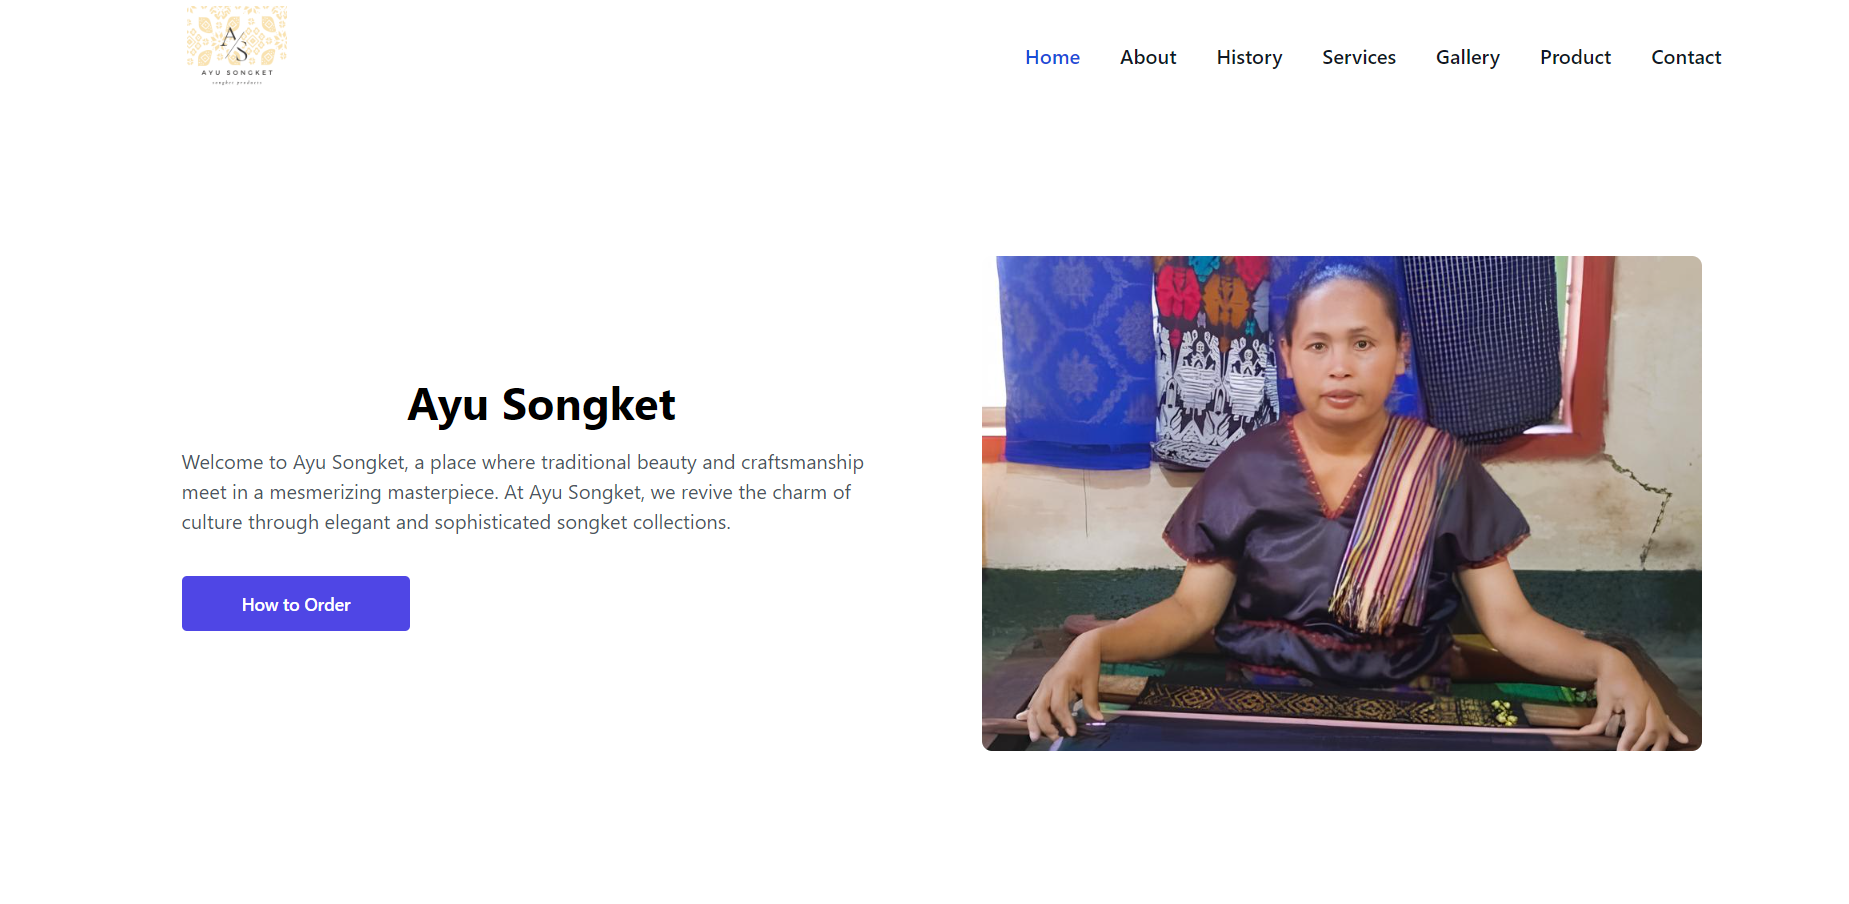 A/S
AYU SONGKET
songket products
Home About History Services Gallery Product Contact
Ayu Songket
Welcome to Ayu Songket, a place where traditional beauty and craftsmanship
meet in a mesmerizing masterpiece. At Ayu Songket, we revive the charm of
culture through elegant and sophisticated songket collections.
How to Order